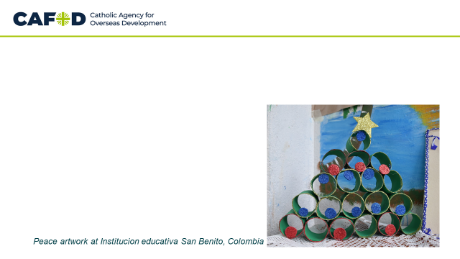 CAFOD
Catholic Agency for
Overseas Development
Peace artwork at Institucion educativa San Benito, Colombia